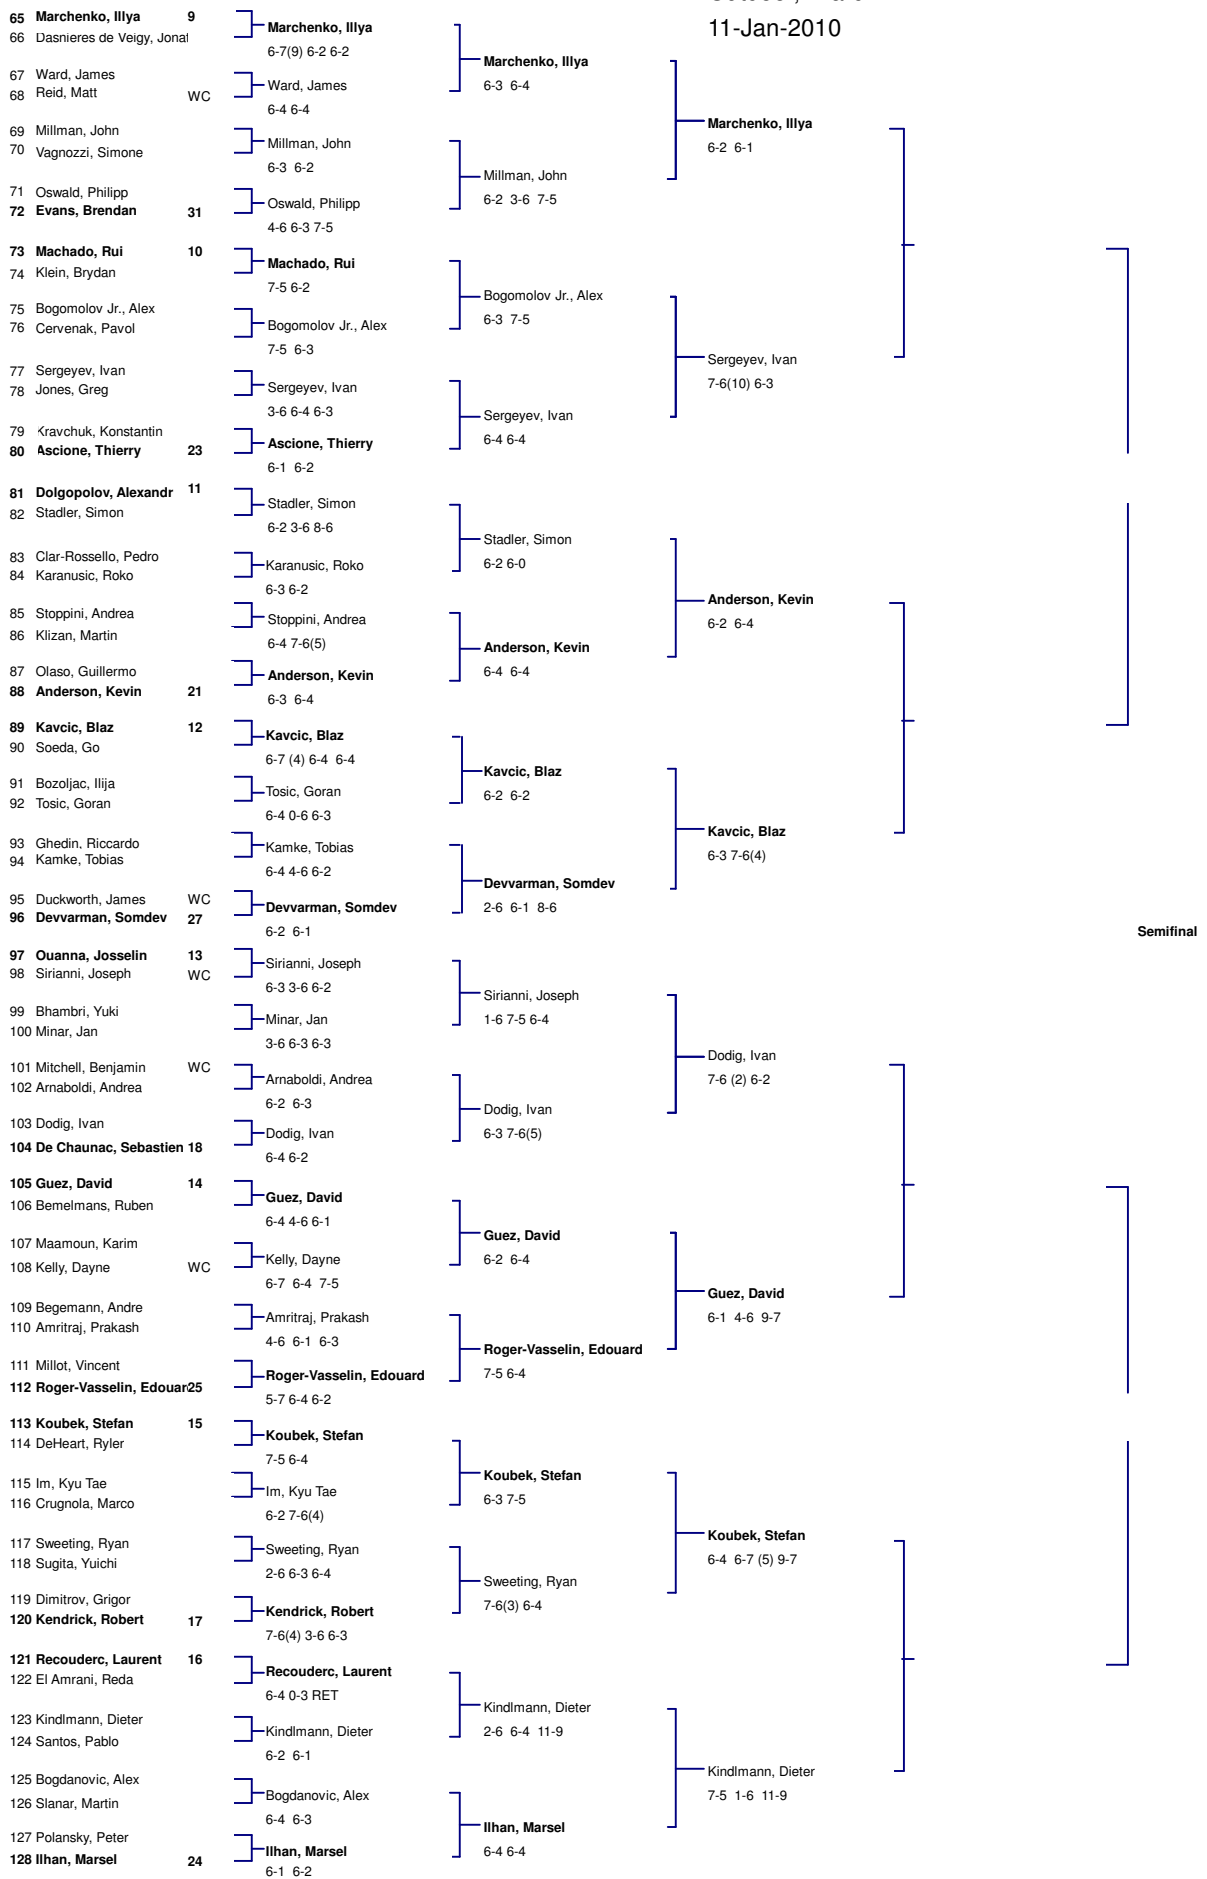 11-Jan-2010
65 Marchenko, Illya 9
66 Dasnieres de Veigy, Jonat
67 Ward, James
68 Reid, Matt WC
69 Millman, John
70 Vagnozzi, Simone
71 Oswald, Philipp
72 Evans, Brendan 31
73 Machado, Rui 10
74 Klein, Brydan
75 Bogomolov Jr., Alex
76 Cervenak, Pavol
77 Sergeyev, Ivan
78 Jones, Greg
79 Kravchuk, Konstantin
80 Ascione, Thierry 23
81 Dolgopolov, Alexandr 11
82 Stadler, Simon
83 Clar-Rossello, Pedro
84 Karanusic, Roko
85 Stoppini, Andrea
86 Klizan, Martin
87 Olaso, Guillermo
88 Anderson, Kevin 21
89 Kavcic, Blaz 12
90 Soeda, Go
91 Bozoljac, Ilija
92 Tosic, Goran
93 Ghedin, Riccardo
94 Kamke, Tobias
95 Duckworth, James WC
96 Devvarman, Somdev 27
97 Ouanna, Josselin 13
98 Sirianni, Joseph WC
99 Bhambri, Yuki
100 Minar, Jan
101 Mitchell, Benjamin WC
102 Arnaboldi, Andrea
103 Dodig, Ivan
104 De Chaunac, Sebastien 18
105 Guez, David 14
106 Bemelmans, Ruben
107 Maamoun, Karim
108 Kelly, Dayne WC
109 Begemann, Andre
110 Amritraj, Prakash
111 Millot, Vincent
112 Roger-Vasselin, Edouar25
113 Koubek, Stefan 15
114 DeHeart, Ryler
115 Im, Kyu Tae
116 Crugnola, Marco
117 Sweeting, Ryan
118 Sugita, Yuichi
119 Dimitrov, Grigor
120 Kendrick, Robert 17
121 Recouderc, Laurent 16
122 El Amrani, Reda
123 Kindlmann, Dieter
124 Santos, Pablo
125 Bogdanovic, Alex
126 Slanar, Martin
127 Polansky, Peter
128 Ilhan, Marsel 24
Marchenko, Illya
6-7(9) 6-2 6-2
Ward, James
6-4 6-4
Millman, John
6-3 6-2
Oswald, Philipp
4-6 6-3 7-5
Machado, Rui
7-5 6-2
Bogomolov Jr., Alex
7-5 6-3
Sergeyev, Ivan
3-6 6-4 6-3
Ascione, Thierry
6-1 6-2
Stadler, Simon
6-2 3-6 8-6
Karanusic, Roko
6-3 6-2
Stoppini, Andrea
6-4 7-6(5)
Anderson, Kevin
6-3 6-4
Kavcic, Blaz
6-7 (4) 6-4 6-4
Tosic, Goran
6-4 0-6 6-3
Kamke, Tobias
6-4 4-6 6-2
Devvarman, Somdev
6-2 6-1
Sirianni, Joseph
6-3 3-6 6-2
Minar, Jan
3-6 6-3 6-3
Arnaboldi, Andrea
6-2 6-3
Dodig, Ivan
6-4 6-2
Guez, David
6-4 4-6 6-1
Kelly, Dayne
6-7 6-4 7-5
Amritraj, Prakash
4-6 6-1 6-3
Roger-Vasselin, Edouard
5-7 6-4 6-2
Koubek, Stefan
7-5 6-4
Im, Kyu Tae
6-2 7-6(4)
Sweeting, Ryan
2-6 6-3 6-4
Kendrick, Robert
7-6(4) 3-6 6-3
Recouderc, Laurent
6-4 0-3 RET
Kindlmann, Dieter
6-2 6-1
Bogdanovic, Alex
6-4 6-3
Ilhan, Marsel
6-1 6-2
Marchenko, Illya
6-3 6-4
Millman, John
6-2 3-6 7-5
Bogomolov Jr., Alex
6-3 7-5
Sergeyev, Ivan
6-4 6-4
Stadler, Simon
6-2 6-0
Anderson, Kevin
6-4 6-4
Kavcic, Blaz
6-2 6-2
Devvarman, Somdev
2-6 6-1 8-6
Sirianni, Joseph
1-6 7-5 6-4
Dodig, Ivan
6-3 7-6(5)
Guez, David
6-2 6-4
Roger-Vasselin, Edouard
7-5 6-4
Koubek, Stefan
6-3 7-5
Sweeting, Ryan
7-6(3) 6-4
Kindlmann, Dieter
2-6 6-4 11-9
Ilhan, Marsel
6-4 6-4
Marchenko, Illya
6-2 6-1
Sergeyev, Ivan
7-6(10) 6-3
Anderson, Kevin
6-2 6-4
Kavcic, Blaz
6-3 7-6(4)
Dodig, Ivan
7-6 (2) 6-2
Guez, David
6-1 4-6 9-7
Koubek, Stefan
6-4 6-7 (5) 9-7
Kindlmann, Dieter
7-5 1-6 11-9
Semifinal